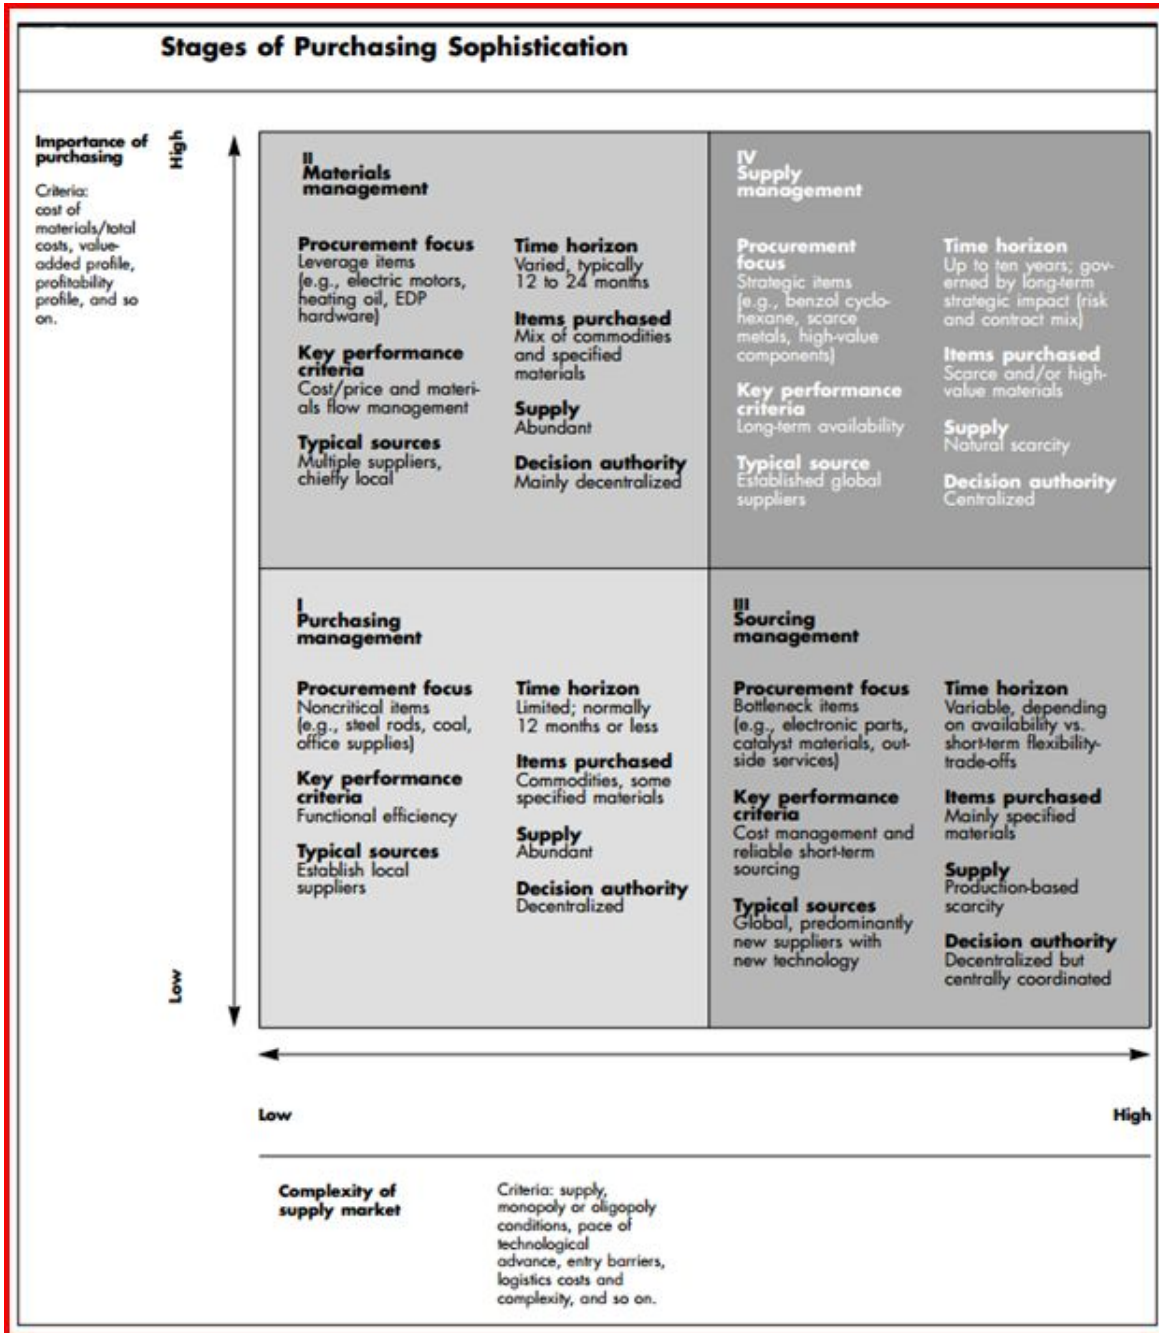 Stages of Purchasing Sophistication
Importance of
purchasing
High
Criteria:
cost of
materials/total
costs, value-
added profile,
profitability
profile, and so
on.
II
Materials
management
Procurement focus
Leverage items
(e.g., electric motors,
heating oil, EDP
hardware)
Key performance
criteria
Cost/price and materi-
als flow management
Typical sources
Multiple suppliers,
chiefly local
Time horizon
Varied, typically
12 to 24 months
Items purchased
Mix of commodities
and specified
materials
Supply
Abundant
Decision authority
Mainly decentralized
IV
Supply
management
Procurement
focus
Strategic items
(e.g., benzol cyclo-
hexane, scarce
metals, high-value
components)
Key performance
criteria
Long-term availability
Typical source
Established global
suppliers
Time horizon
Up to ten years; gov-
erned by long-term
strategic impact (risk
and contract mix)
Items purchased
Scarce and/or high-
value materials
Supply
Natural scarcity
Decision authority
Centralized
I
Purchasing
management
Procurement focus
Noncritical items
(e.g., steel rods, coal,
office supplies)
Key performance
criteria
Functional efficiency
Typical sources
Establish local
suppliers
Time horizon
Limited; normally
12 months or less
Items purchased
Commodities, some
specified materials
Supply
Abundant
Decision authority
Decentralized
III
Sourcing
management
Procurement focus
Bottleneck items
(e.g., electronic parts,
catalyst materials, out-
side services)
Key performance
criteria
Cost management and
reliable short-term
sourcing
Typical sources
Global, predominantly
new suppliers with
new technology
Time horizon
Variable, depending
on availability vs.
short-term flexibility-
trade-offs
Items purchased
Mainly specified
materials
Supply
Production-based
scarcity
Decision authority
Decentralized but
centrally coordinated
Low
Low
High
Complexity of
supply market
Criteria: supply,
monopoly or oligopoly
conditions, pace of
technological
advance, entry barriers,
logistics costs and
complexity, and so on.